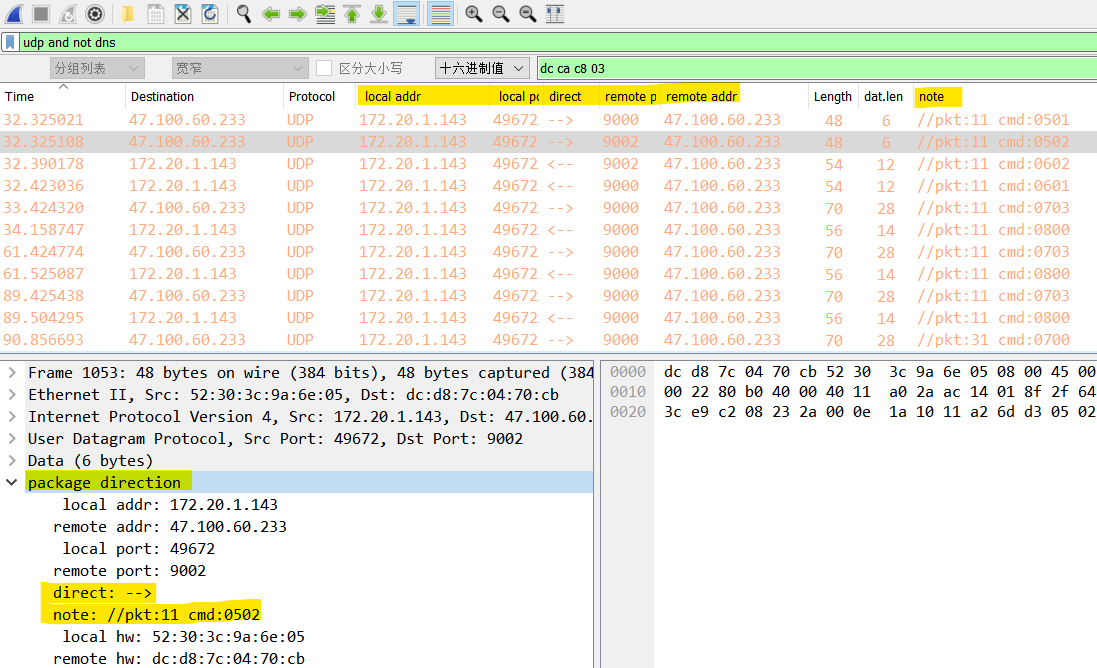 udp and not dns
分组列表 宽窄 区分大小写 十六进制值 dc ca c8 03
Time Destination Protocol local addr local po direct remote p remote addr Length dat.len note
32.325021 47.100.60.233 UDP 172.20.1.143 49672 --> 9000 47.100.60.233 48 6 //pkt:11 cmd:0501
32.325108 47.100.60.233 UDP 172.20.1.143 49672 --> 9002 47.100.60.233 48 6 //pkt:11 cmd:0502
32.390178 172.20.1.143 UDP 172.20.1.143 49672 <-- 9002 47.100.60.233 54 12 //pkt:11 cmd:0602
32.423036 172.20.1.143 UDP 172.20.1.143 49672 <-- 9000 47.100.60.233 54 12 //pkt:11 cmd:0601
33.424320 47.100.60.233 UDP 172.20.1.143 49672 --> 9000 47.100.60.233 70 28 //pkt:11 cmd:0703
34.158747 172.20.1.143 UDP 172.20.1.143 49672 <-- 9000 47.100.60.233 56 14 //pkt:11 cmd:0800
61.424774 47.100.60.233 UDP 172.20.1.143 49672 --> 9000 47.100.60.233 70 28 //pkt:11 cmd:0703
61.525087 172.20.1.143 UDP 172.20.1.143 49672 <-- 9000 47.100.60.233 56 14 //pkt:11 cmd:0800
89.425438 47.100.60.233 UDP 172.20.1.143 49672 --> 9000 47.100.60.233 70 28 //pkt:11 cmd:0703
89.504295 172.20.1.143 UDP 172.20.1.143 49672 <-- 9000 47.100.60.233 56 14 //pkt:11 cmd:0800
90.856693 47.100.60.233 UDP 172.20.1.143 49672 --> 9000 47.100.60.233 70 28 //pkt:31 cmd:0700
Frame 1053: 48 bytes on wire (384 bits), 48 bytes captured (384
Ethernet II, Src: 52:30:3c:9a:6e:05, Dst: dc:d8:7c:04:70:cb
Internet Protocol Version 4, Src: 172.20.1.143, Dst: 47.100.60.
User Datagram Protocol, Src Port: 49672, Dst Port: 9002
Data (6 bytes)
package direction
local addr: 172.20.1.143
remote addr: 47.100.60.233
local port: 49672
remote port: 9002
direct: -->
note: //pkt:11 cmd:0502
local hw: 52:30:3c:9a:6e:05
remote hw: dc:d8:7c:04:70:cb
0000 dc d8 7c 04 70 cb 52 30 3c 9a 6e 05 08 00 45 00
0010 00 22 80 b0 40 00 40 11 a0 2a ac 14 01 8f 2f 64
0020 3c e9 c2 08 23 2a 00 0e 1a 10 11 a2 6d d3 05 02